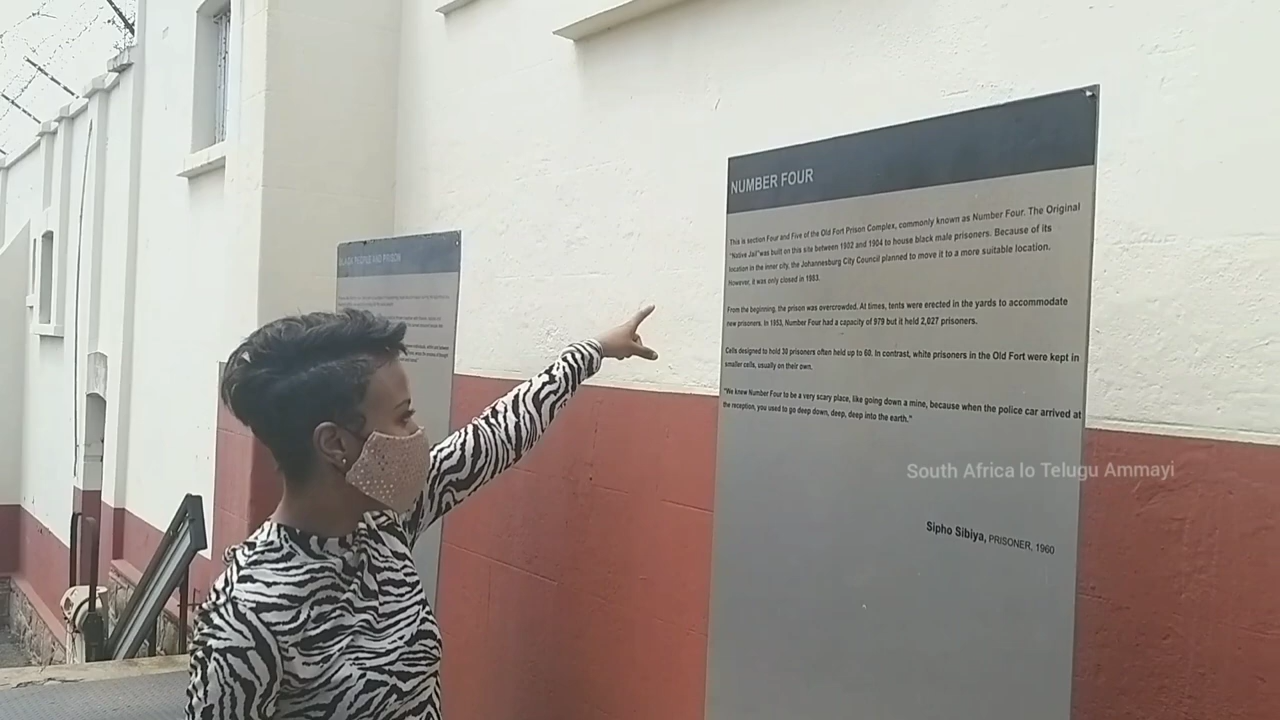 BLACK PEOPLE AND PRISON
NUMBER FOUR
This is section Four and Five of the Old Fort Prison Complex, commonly known as Number Four. The Original
"Native Jail"was built on this site between 1902 and 1904 to house black male prisoners. Because of its
location in the inner city, the Johannesburg City Council planned to move it to a more suitable location.
However, it was only closed in 1983.
From the beginning, the prison was overcrowded. At times, tents were erected in the yards to accommodate
new prisoners. In 1953, Number Four had a capacity of 979 but it held 2,027 prisoners.
Cells designed to hold 30 prisoners often held up to 60. In contrast, white prisoners in the Old Fort were kept in
smaller cells, usually on their own.
"We knew Number Four to be a very scary place, like going down a mine, because when the police car arrived at
the reception, you used to go deep down, deep, deep into the earth."
South Africa lo Telugu Ammayi
Sipho Sibiya, PRISONER, 1960